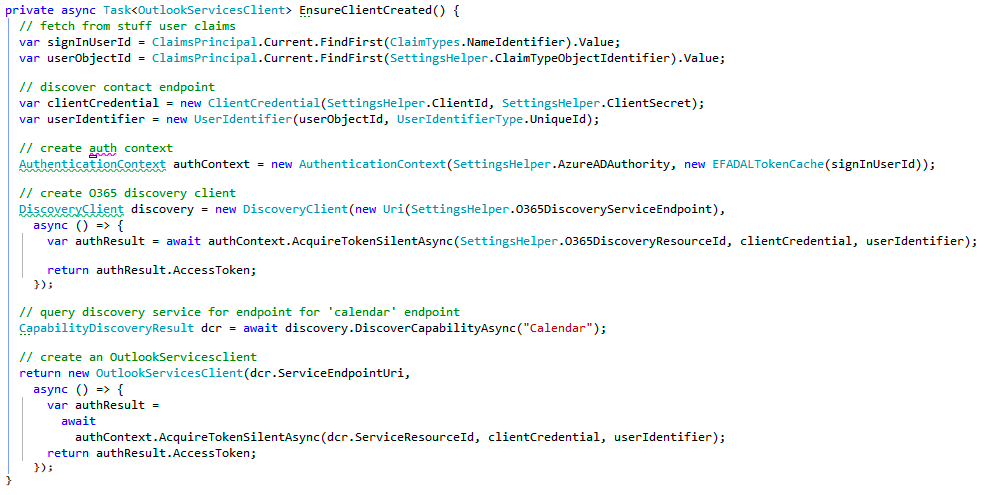 private async Task<OutlookServicesClient> EnsureClientCreated() {
  // fetch from stuff user claims
  var signInUserId = ClaimsPrincipal.Current.FindFirst(ClaimTypes.NameIdentifier).Value;
  var userObjectId = ClaimsPrincipal.Current.FindFirst(SettingsHelper.ClaimTypeObjectIdentifier).Value;

  // discover contact endpoint
  var clientCredential = new ClientCredential(SettingsHelper.ClientId, SettingsHelper.ClientSecret);
  var userIdentifier = new UserIdentifier(userObjectId, UserIdentifierType.UniqueId);

  // create auth context
  AuthenticationContext authContext = new AuthenticationContext(SettingsHelper.AzureADAuthority, new EFADALTokenCache(signInUserId));

  // create O365 discovery client
  DiscoveryClient discovery = new DiscoveryClient(new Uri(SettingsHelper.O365DiscoveryServiceEndpoint),
    async () => {
      var authResult = await authContext.AcquireTokenSilentAsync(SettingsHelper.O365DiscoveryResourceId, clientCredential, userIdentifier);

      return authResult.AccessToken;
    });

  // query discovery service for endpoint for 'calendar' endpoint
  CapabilityDiscoveryResult dcr = await discovery.DiscoverCapabilityAsync("Calendar");

  // create an OutlookServicesclient
  return new OutlookServicesClient(dcr.ServiceEndpointUri,
    async () => {
      var authResult =
        await
          authContext.AcquireTokenSilentAsync(dcr.ServiceResourceId, clientCredential, userIdentifier);
      return authResult.AccessToken;
    });
}